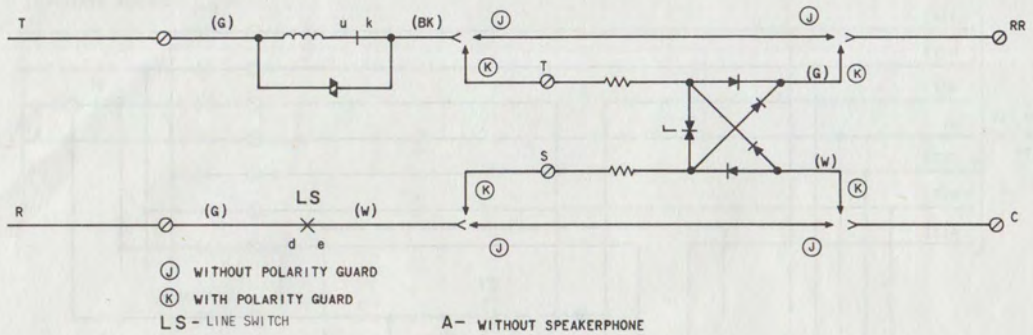 T (G) u k (BK) J J RR
K T (G) K
S (W)
K K
LS
R (G) (W) C
d e J J
J WITHOUT POLARITY GUARD
K WITH POLARITY GUARD
LS - LINE SWITCH A- WITHOUT SPEAKERPHONE